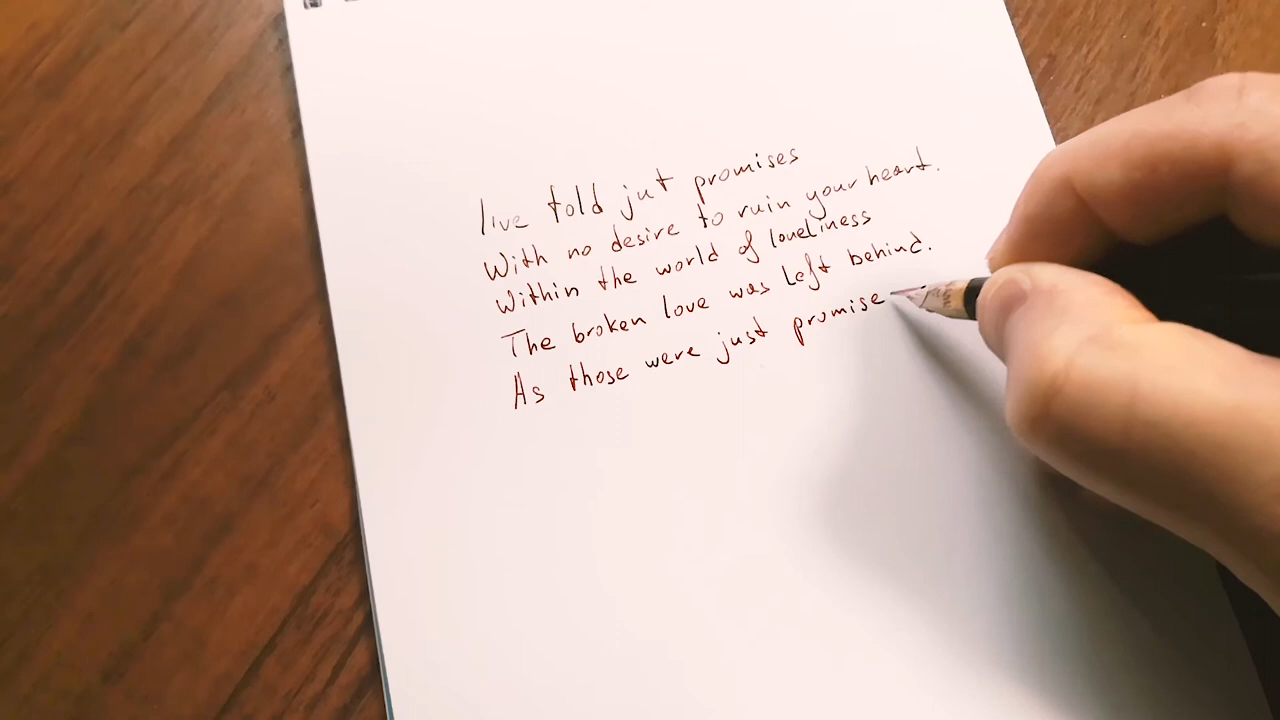 I've told just promises
With no desire to ruin your heart.
Within the world of loneliness
The broken love was left behind.
As those were just promise